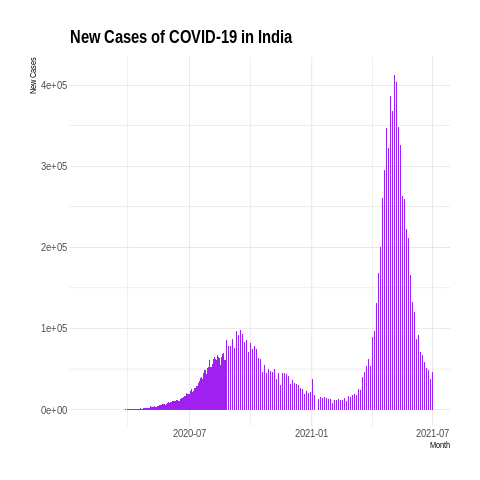 New Cases of COVID-19 in India
New Cases
4e+05
3e+05
2e+05
1e+05
0e+00
2020-07
2021-01
2021-07
Month